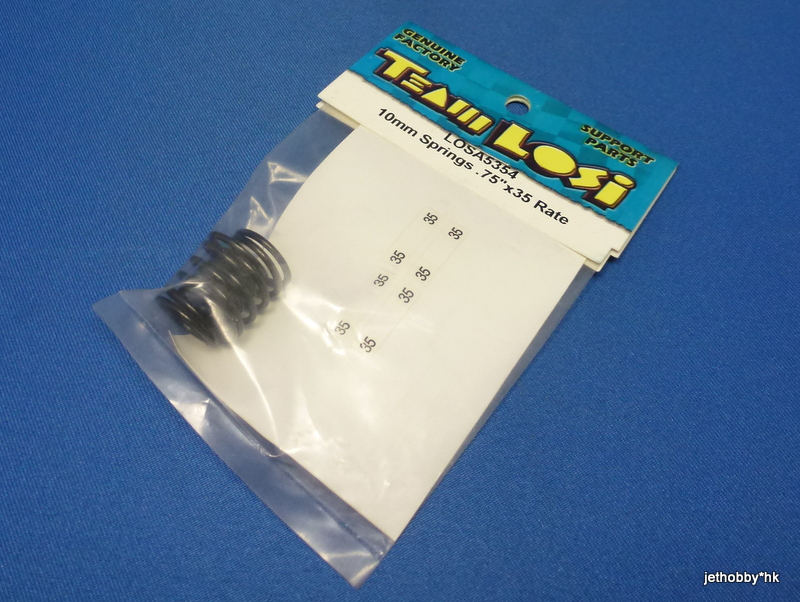 GENUINE
FACTORY
TEAM LOSi
SUPPORT
PARTS
LOSA5354
10mm Springs .75"x35 Rate
35 35
35 35
35 35
35 35
jethobby*hk